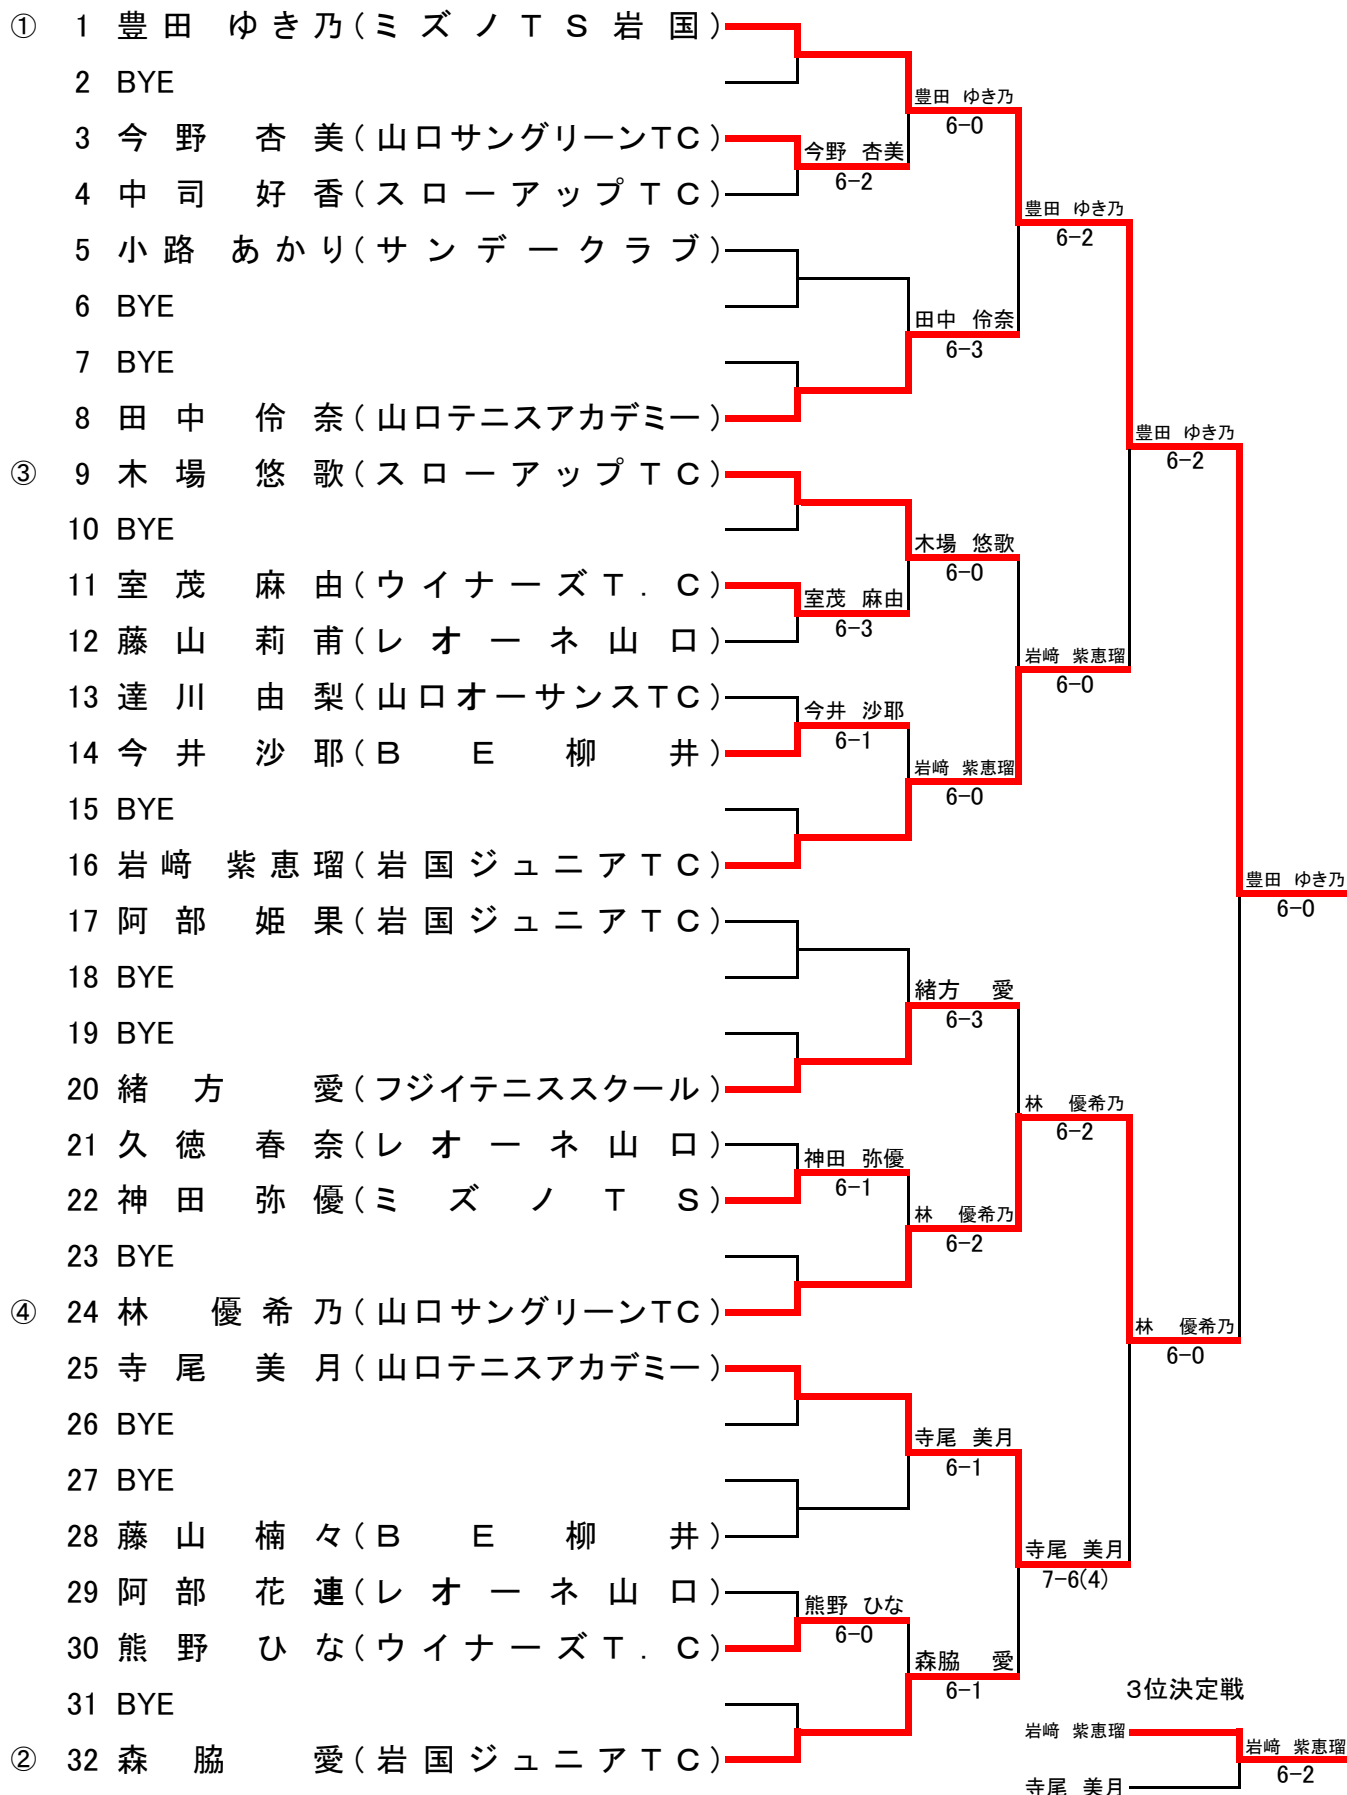 ① 1 豊田 ゆき乃(ミズノTS岩国)
2 BYE
豊田 ゆき乃
6-0
3 今野 杏美(山口サングリーンTC)
今野 杏美
6-2
4 中司 好香(スローアップTC)
豊田 ゆき乃
6-2
5 小路 あかり(サンデークラブ)
6 BYE
田中 伶奈
6-3
7 BYE
8 田中 伶奈(山口テニスアカデミー)
豊田 ゆき乃
6-2
③ 9 木場 悠歌(スローアップTC)
10 BYE
木場 悠歌
6-0
11 室茂 麻由(ウイナーズT.C)
室茂 麻由
6-3
12 藤山 莉甫(レオーネ山口)
岩﨑 紫恵瑠
6-0
13 達川 由梨(山口オーサンスTC)
今井 沙耶
6-1
14 今井 沙耶(BE柳井)
岩﨑 紫恵瑠
6-0
15 BYE
16 岩﨑 紫恵瑠(岩国ジュニアTC)
豊田 ゆき乃
6-0
17 阿部 姫果(岩国ジュニアTC)
18 BYE
緒方 愛
6-3
19 BYE
20 緒方 愛(フジイテニススクール)
林 優希乃
6-2
21 久徳 春奈(レオーネ山口)
神田 弥優
6-1
22 神田 弥優(ミズノTS)
林 優希乃
6-2
23 BYE
④ 24 林 優希乃(山口サングリーンTC)
林 優希乃
6-0
25 寺尾 美月(山口テニスアカデミー)
26 BYE
寺尾 美月
6-1
27 BYE
28 藤山 楠々(BE柳井)
寺尾 美月
7-6(4)
29 阿部 花連(レオーネ山口)
熊野 ひな
6-0
30 熊野 ひな(ウイナーズT.C)
森脇 愛
6-1
31 BYE
② 32 森脇 愛(岩国ジュニアTC)
3位決定戦
岩﨑 紫恵瑠
岩﨑 紫恵瑠
6-2
寺尾 美月